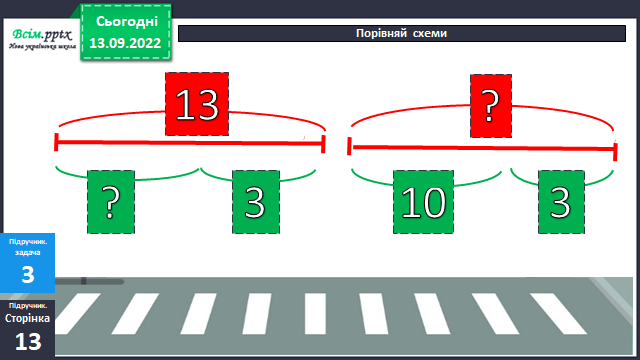 Всім.pptx
Нова українська школа
Сьогодні
13.09.2022
Порівняй схеми
13
?
? 3
10 3
Підручник.
задача
3
Підручник.
Сторінка
13